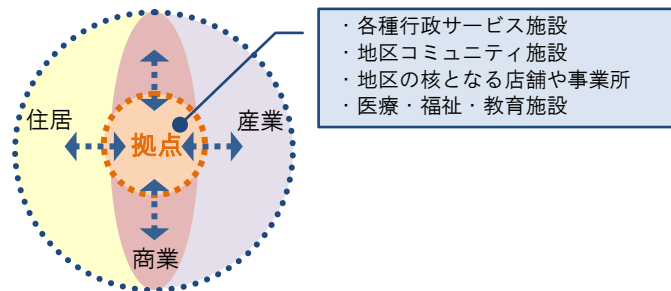 ・各種行政サービス施設
・地区コミュニティ施設
・地区の核となる店舗や事業所
・医療・福祉・教育施設
住居
拠点
産業
商業